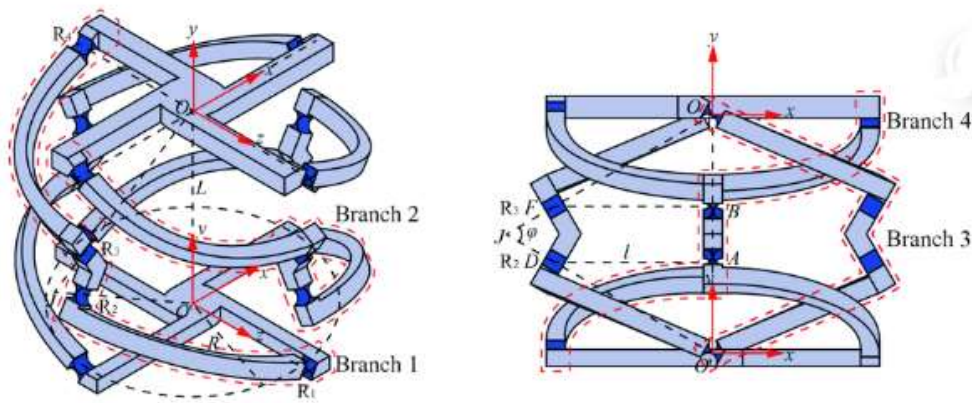 y
R4
x
O
z
L
Branch 2
y
R3
x
R2
O
z
R
Branch 1
R1
y
O
x
Branch 4
R3 F
B
J
φ
Branch 3
R2 D
l
A
x
O'